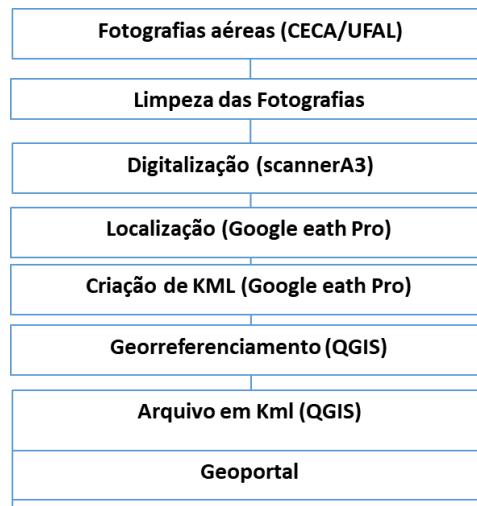 Fotografias aéreas (CECA/UFAL)
Limpeza das Fotografias
Digitalização (scannerA3)
Localização (Google eath Pro)
Criação de KML (Google eath Pro)
Georreferenciamento (QGIS)
Arquivo em Kml (QGIS)
Geoportal